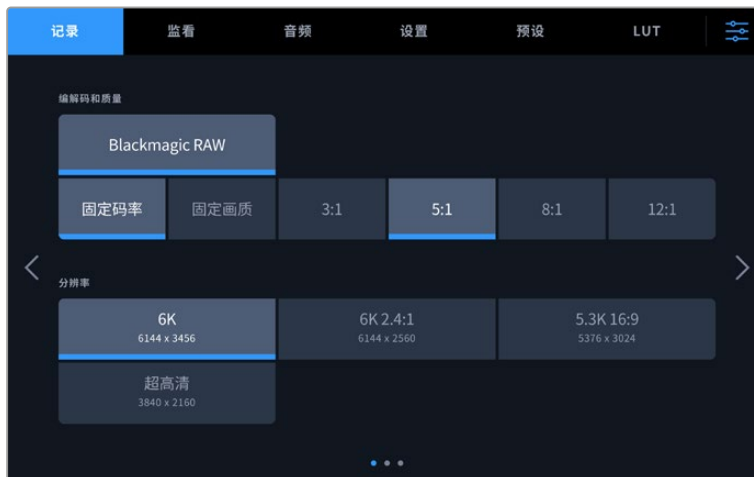 记录 监看 音频 设置 预设 LUT
编解码和质量
Blackmagic RAW
固定码率 固定画质 3:1 5:1 8:1 12:1
分辨率
6K 6K 2.4:1 5.3K 16:9
6144 x 3456 6144 x 2560 5376 x 3024
超高清
3840 x 2160